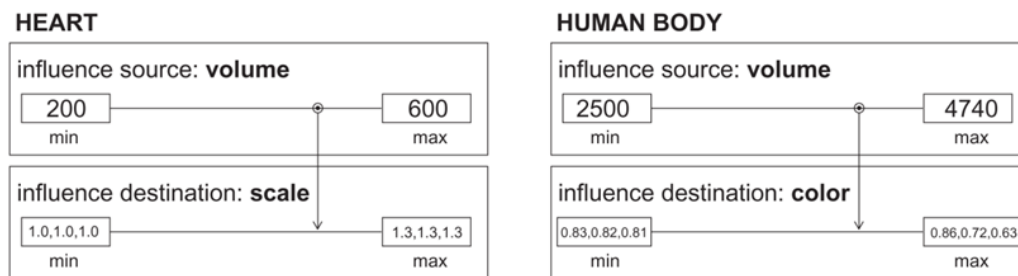 HEART
influence source: volume
200
600
min
max
influence destination: scale
1.0,1.0,1.0
1.3,1.3,1.3
min
max
HUMAN BODY
influence source: volume
2500
4740
min
max
influence destination: color
0.83,0.82,0.81
0.86,0.72,0.63
min
max